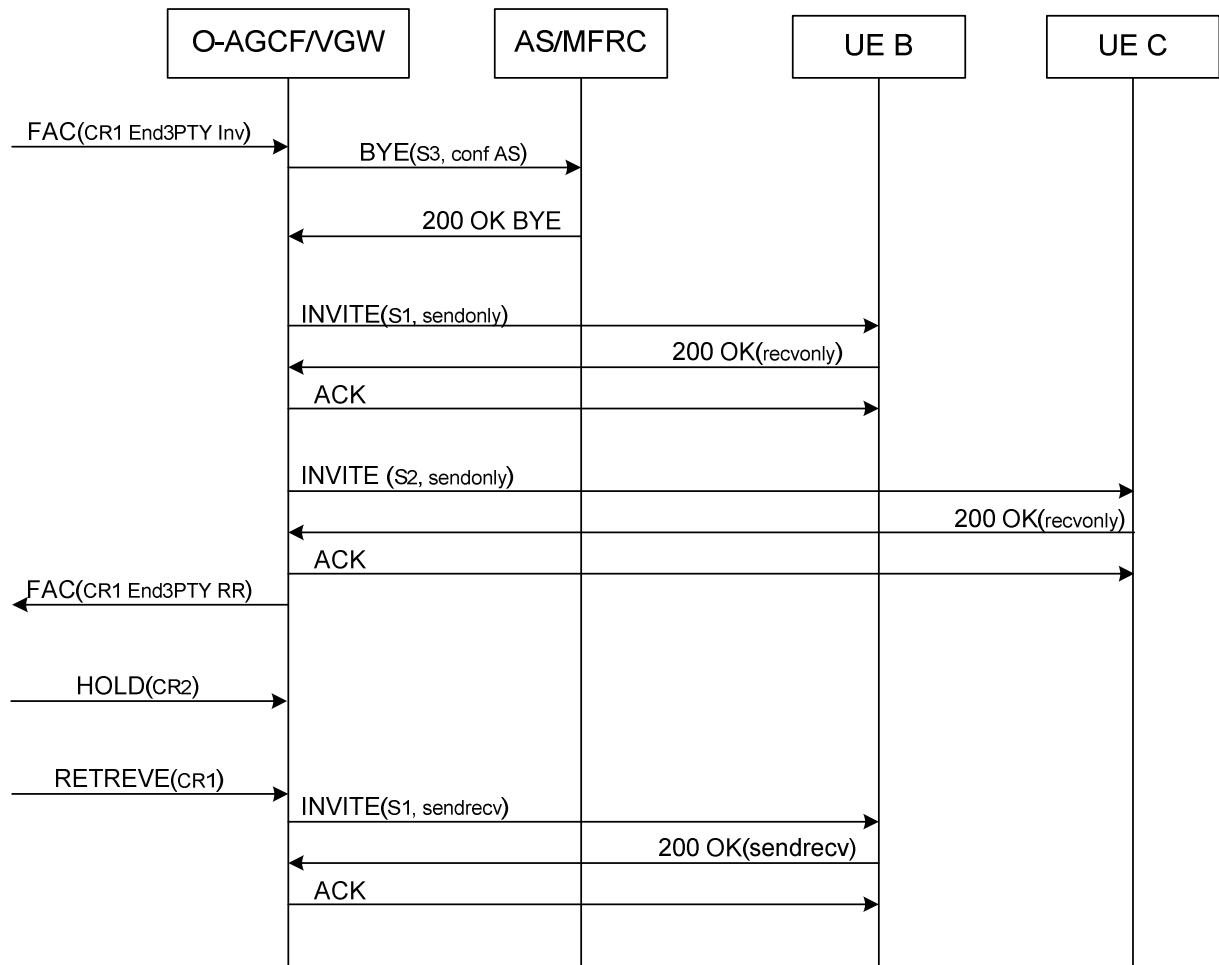 O-AGCF/VGW
AS/MFRC
UE B
UE C
FAC(CR1 End3PTY Inv)
BYE(S3, conf AS)
200 OK BYE
INVITE(S1, sendonly)
200 OK(recvonly)
ACK
INVITE (S2, sendonly)
200 OK(recvonly)
ACK
FAC(CR1 End3PTY RR)
HOLD(CR2)
RETREVE(CR1)
INVITE(S1, sendrecv)
200 OK(sendrecv)
ACK